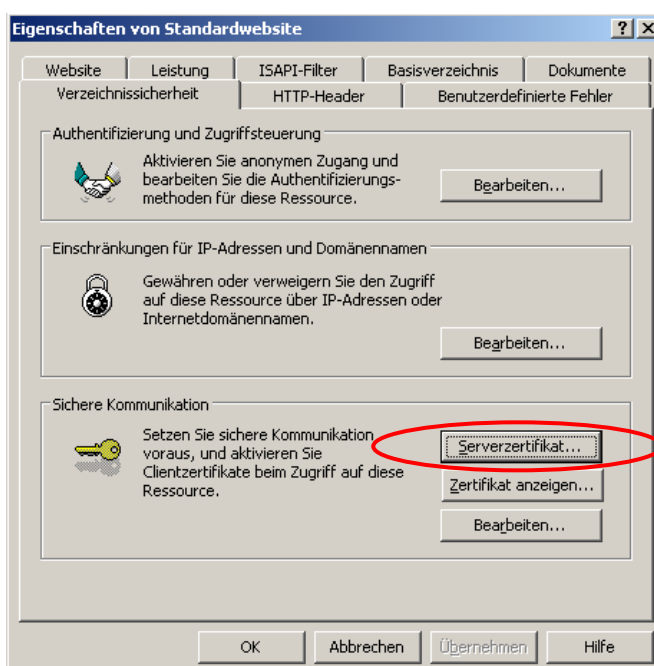 Eigenschaften von Standardwebsite
Website Leistung ISAPI-Filter Basisverzeichnis Dokumente
Verzeichnissicherheit HTTP-Header Benutzerdefinierte Fehler
Authentifizierung und Zugriffsteuerung
Aktivieren Sie anonymen Zugang und
bearbeiten Sie die Authentifizierungs-
methoden für diese Ressource.
Bearbeiten...
Einschränkungen für IP-Adressen und Domänennamen
Gewähren oder verweigern Sie den Zugriff
auf diese Ressource über IP-Adressen oder
Internetdomänennamen.
Bearbeiten...
Sichere Kommunikation
Setzen Sie sichere Kommunikation
voraus, und aktivieren Sie
Clientzertifikate beim Zugriff auf diese
Ressource.
Serverzertifikat...
Zertifikat anzeigen...
Bearbeiten...
OK Abbrechen Übernehmen Hilfe